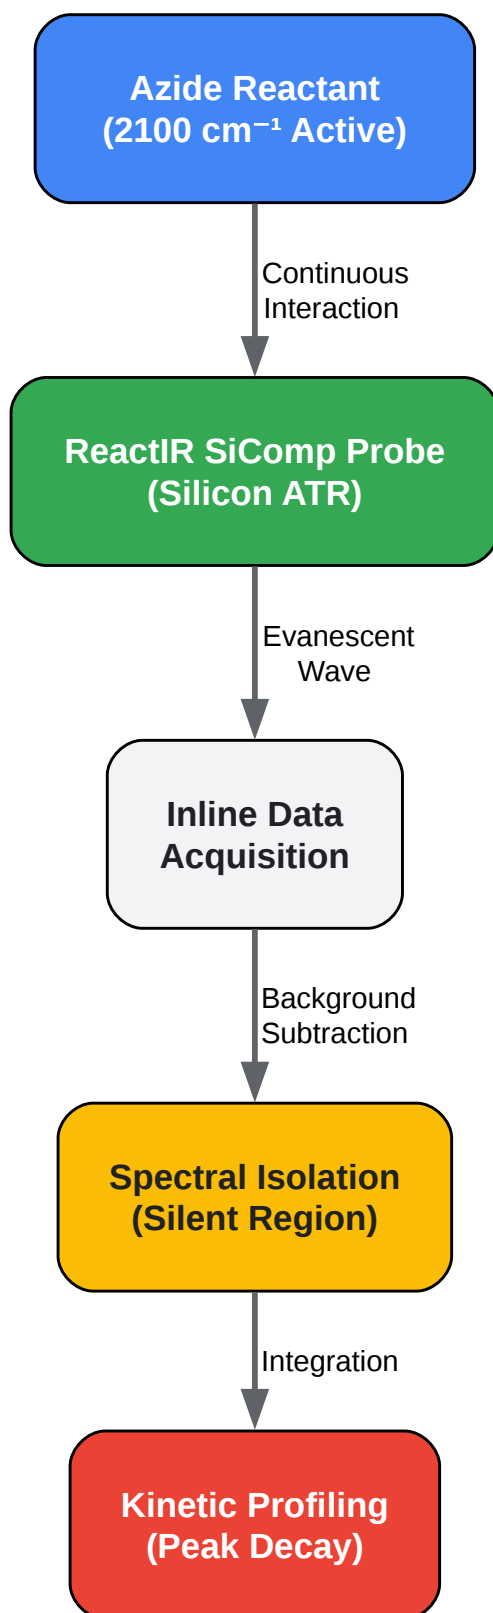 Azide Reactant
(2100 cm⁻¹ Active)
Continuous
Interaction
ReactIR SiComp Probe
(Silicon ATR)
Evanescent
Wave
Inline Data
Acquisition
Background
Subtraction
Spectral Isolation
(Silent Region)
Integration
Kinetic Profiling
(Peak Decay)